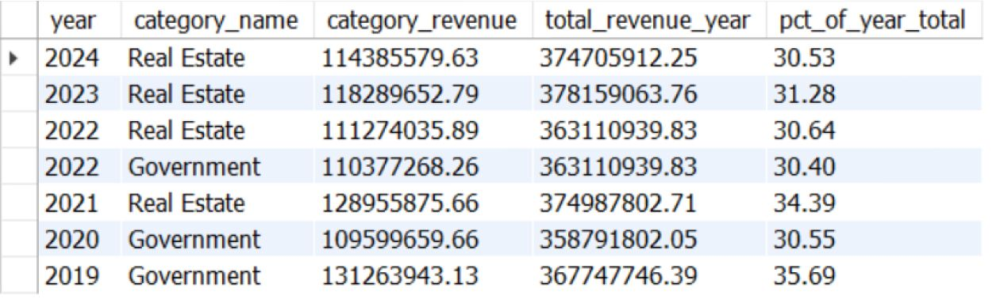 year category_name category_revenue total_revenue_year pct_of_year_total
2024 Real Estate 114385579.63 374705912.25 30.53
2023 Real Estate 118289652.79 378159063.76 31.28
2022 Real Estate 111274035.89 363110939.83 30.64
2022 Government 110377268.26 363110939.83 30.40
2021 Real Estate 128955875.66 374987802.71 34.39
2020 Government 109599659.66 358791802.05 30.55
2019 Government 131263943.13 367747746.39 35.69